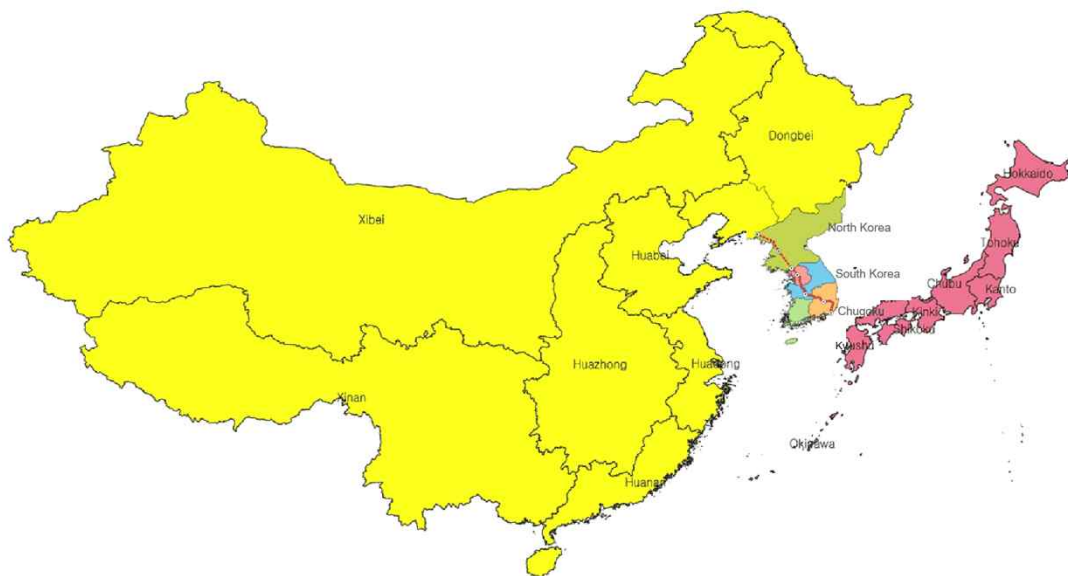 Dongbei
Hokkaido
Xibei
North Korea
Tohoku
Huabei
South Korea
Chubu
Kanto
Chugoku
Kinki
Shikoku
Kyushu
Huazhong
Xinan
Okinawa
Huanan